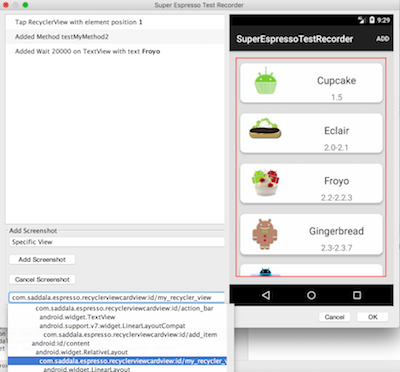 Super Espresso Test Recorder
Tap RecyclerView with element position 1
Added Method testMyMethod2
Added Wait 20000 on TextView with text Froyo
9:29
SuperEspressoTestRecorder ADD
Cupcake
1.5
Eclair
2.0-2.1
Froyo
2.2-2.2.3
Gingerbread
2.3-2.3.7
Add Screenshot
Specific View
Add Screenshot
Cancel Screenshot
com.saddala.espresso.recyclerviewcardview:id/my_recycler_view
com.saddala.espresso.recyclerviewcardview:id/action_bar
android.widget.TextView
android.support.v7.widget.LinearLayoutCompat
com.saddala.espresso.recyclerviewcardview:id/add_item
android:id/content
android.widget.RelativeLayout
com.saddala.espresso.recyclerviewcardview:id/my_recycler_v
android.widget.LinearLayout
Cancel OK